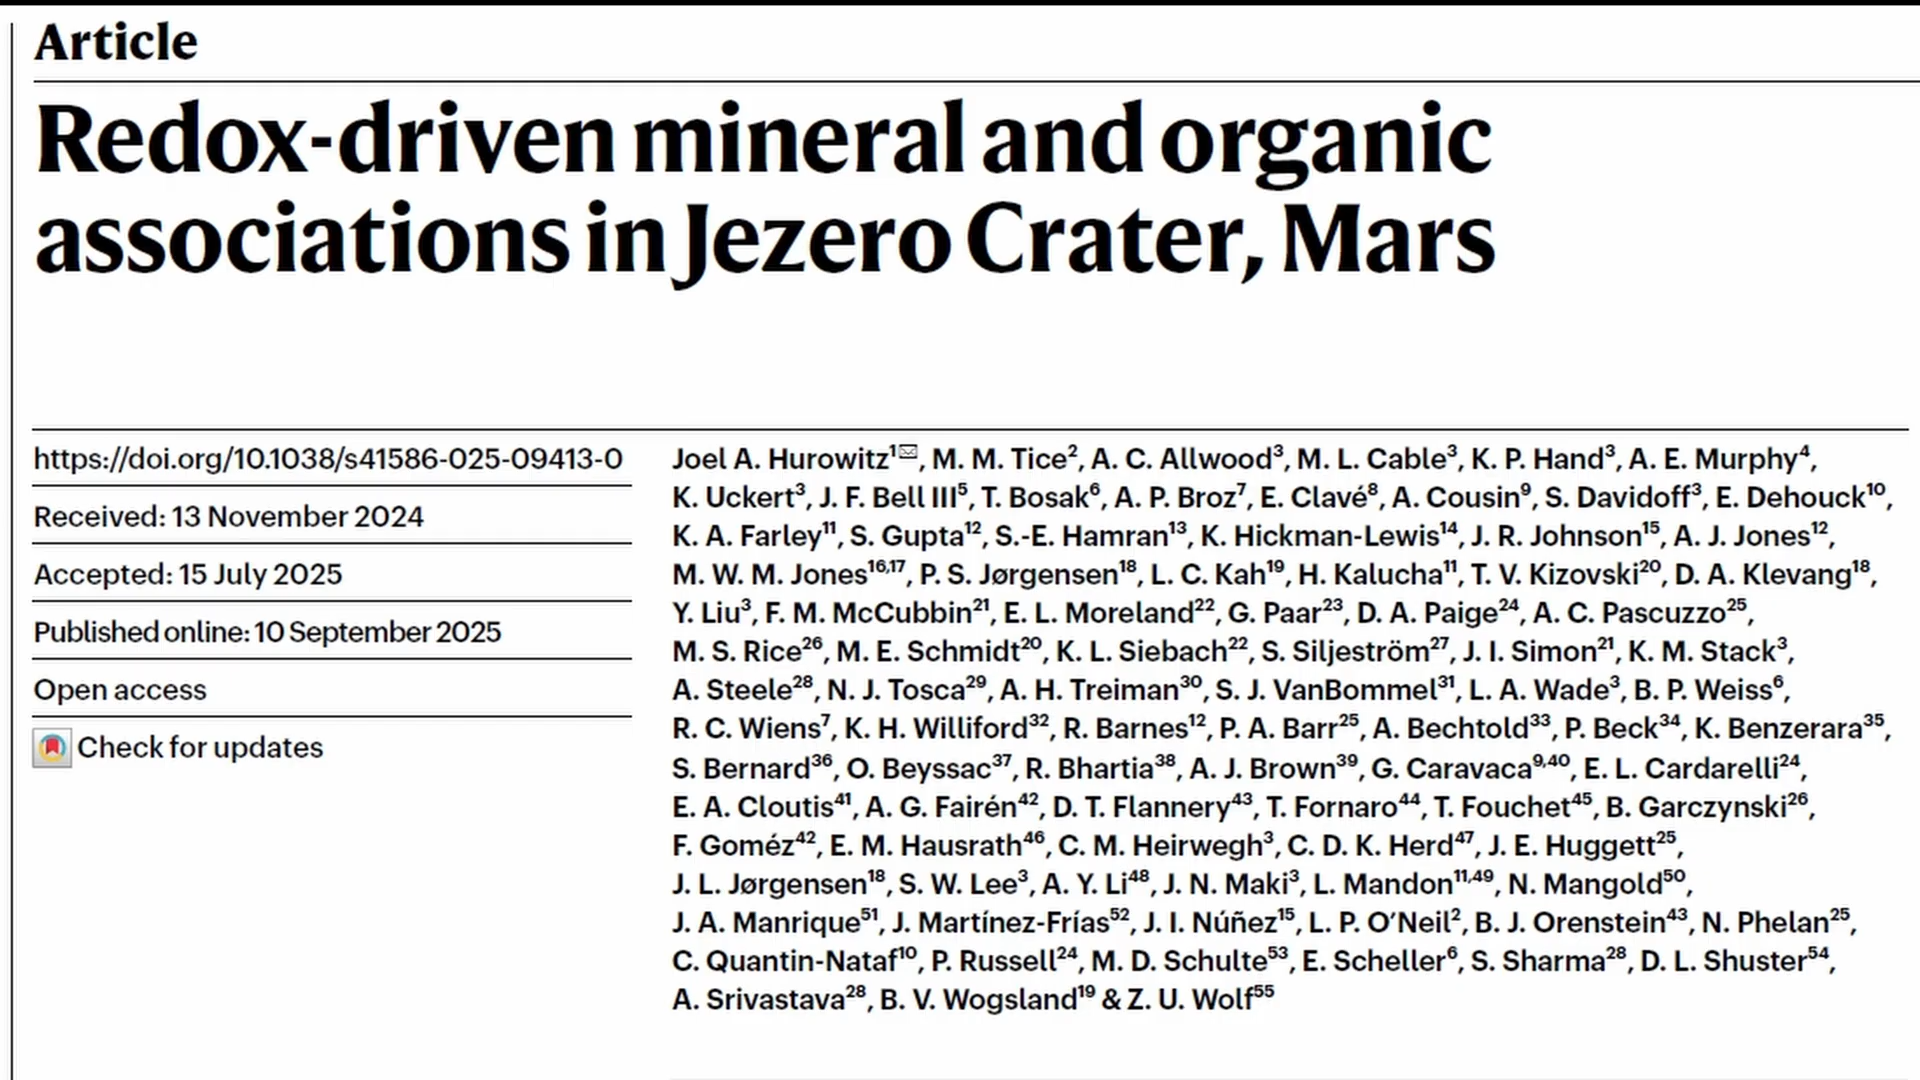 Article
Redox-driven mineral and organic
associations in Jezero Crater, Mars
https://doi.org/10.1038/s41586-025-09413-0
Received: 13 November 2024
Accepted: 15 July 2025
Published online: 10 September 2025
Open access
Check for updates
Joel A. Hurowitz1✉, M. M. Tice2, A. C. Allwood3, M. L. Cable3, K. P. Hand3, A. E. Murphy4,
K. Uckert3, J. F. Bell III5, T. Bosak6, A. P. Broz7, E. Clavé8, A. Cousin9, S. Davidoff3, E. Dehouck10,
K. A. Farley11, S. Gupta12, S.-E. Hamran13, K. Hickman-Lewis14, J. R. Johnson15, A. J. Jones12,
M. W. M. Jones16,17, P. S. Jørgensen18, L. C. Kah19, H. Kalucha11, T. V. Kizovski20, D. A. Klevang18,
Y. Liu3, F. M. McCubbin21, E. L. Moreland22, G. Paar23, D. A. Paige24, A. C. Pascuzzo25,
M. S. Rice26, M. E. Schmidt20, K. L. Siebach22, S. Siljeström27, J. I. Simon21, K. M. Stack3,
A. Steele28, N. J. Tosca29, A. H. Treiman30, S. J. VanBommel31, L. A. Wade3, B. P. Weiss6,
R. C. Wiens7, K. H. Williford32, R. Barnes12, P. A. Barr25, A. Bechtold33, P. Beck34, K. Benzerara35,
S. Bernard36, O. Beyssac37, R. Bhartia38, A. J. Brown39, G. Caravaca9,40, E. L. Cardarelli24,
E. A. Cloutis41, A. G. Fairén42, D. T. Flannery43, T. Fornaro44, T. Fouchet45, B. Garczynski26,
F. Goméz42, E. M. Hausrath46, C. M. Heirwegh3, C. D. K. Herd47, J. E. Huggett25,
J. L. Jørgensen18, S. W. Lee3, A. Y. Li48, J. N. Maki3, L. Mandon11,49, N. Mangold50,
J. A. Manrique51, J. Martínez-Frías52, J. I. Núñez15, L. P. O’Neil2, B. J. Orenstein43, N. Phelan25,
C. Quantin-Nataf10, P. Russell24, M. D. Schulte53, E. Scheller6, S. Sharma28, D. L. Shuster54,
A. Srivastava28, B. V. Wogsland19 & Z. U. Wolf55